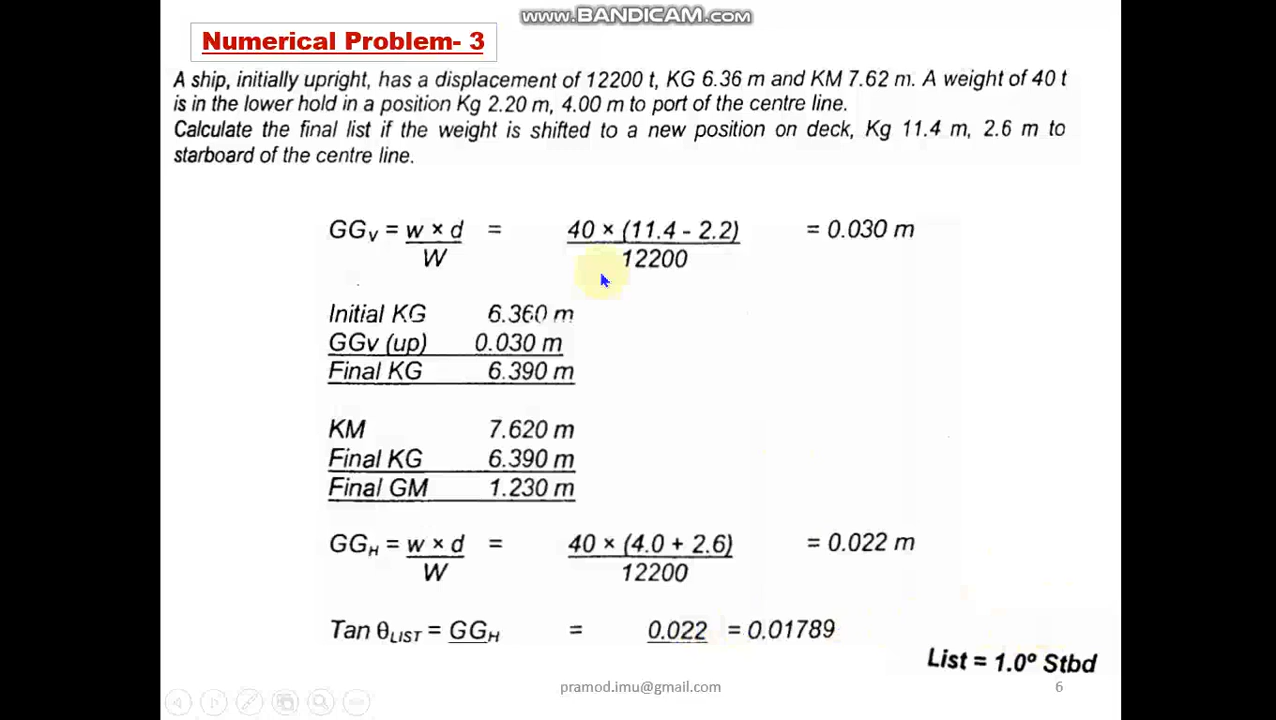 www.BANDICAM.com
Numerical Problem- 3
A ship, initially upright, has a displacement of 12200 t, KG 6.36 m and KM 7.62 m. A weight of 40 t
is in the lower hold in a position Kg 2.20 m, 4.00 m to port of the centre line.
Calculate the final list if the weight is shifted to a new position on deck, Kg 11.4 m, 2.6 m to
starboard of the centre line.
GGV = w × d = 40 × (11.4 - 2.2) = 0.030 m
W 12200
Initial KG 6.360 m
GGv (up) 0.030 m
Final KG 6.390 m
KM 7.620 m
Final KG 6.390 m
Final GM 1.230 m
GGH = w × d = 40 × (4.0 + 2.6) = 0.022 m
W 12200
Tan θLIST = GGH = 0.022 = 0.01789
List = 1.0º Stbd
pramod.imu@gmail.com 6